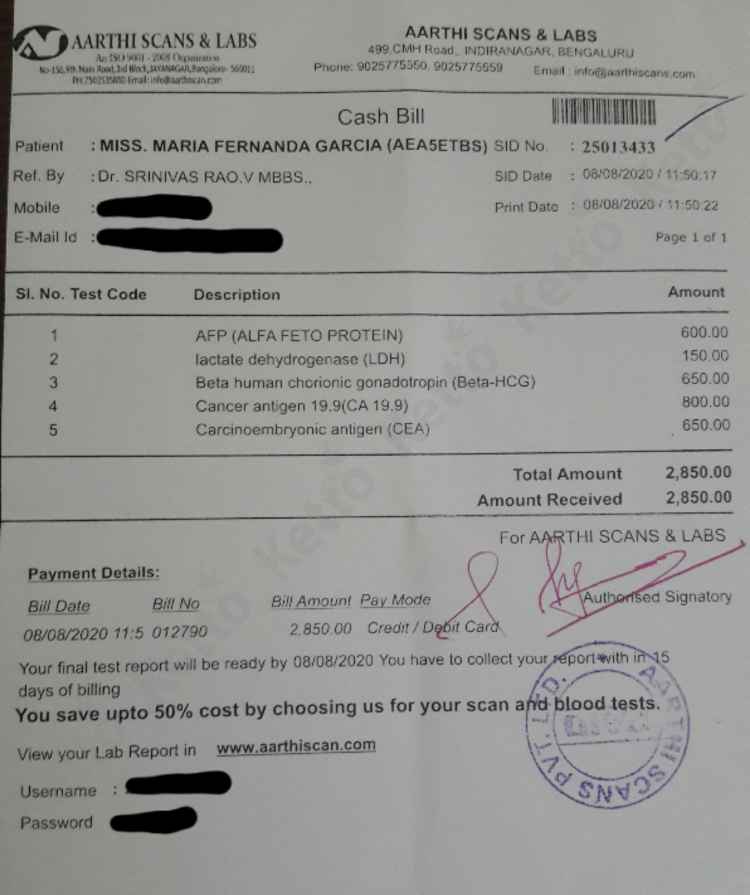 AARTHI SCANS & LABS
An ISO 9001 - 2008 Organisation
No-156, 9th Main Road, 3rd Block, JAYANAGAR, Bangalore- 560011
Email: info@aarthiscan.com
AARTHI SCANS & LABS
499, CMH Road, INDIRANAGAR, BENGALURU
Phone: 9025775550, 9025775559 Email : info@aarthiscans.com
Cash Bill
Patient : MISS. MARIA FERNANDA GARCIA (AEA5ETBS) SID No. : 25013433
Ref. By : Dr. SRINIVAS RAO.V MBBS.. SID Date : 08/08/2020 / 11:50:17
Mobile : Print Date : 08/08/2020 / 11:50:22
E-Mail Id : Page 1 of 1
Sl. No. Test Code Description Amount
1 AFP (ALFA FETO PROTEIN) 600.00
2 lactate dehydrogenase (LDH) 150.00
3 Beta human chorionic gonadotropin (Beta-HCG) 650.00
4 Cancer antigen 19.9(CA 19.9) 800.00
5 Carcinoembryonic antigen (CEA) 650.00
Total Amount 2,850.00
Amount Received 2,850.00
For AARTHI SCANS & LABS
Payment Details:
Authorised Signatory
Bill Date Bill No Bill Amount Pay Mode
08/08/2020 11:5 012790 2,850.00 Credit / Debit Card
Your final test report will be ready by 08/08/2020 You have to collect your report with in 15
days of billing
You save upto 50% cost by choosing us for your scan and blood tests.
View your Lab Report in www.aarthiscan.com
Username :
Password
AARTHI SCANS PVT. LTD.
Ketto Ketto Ketto Ketto Ketto